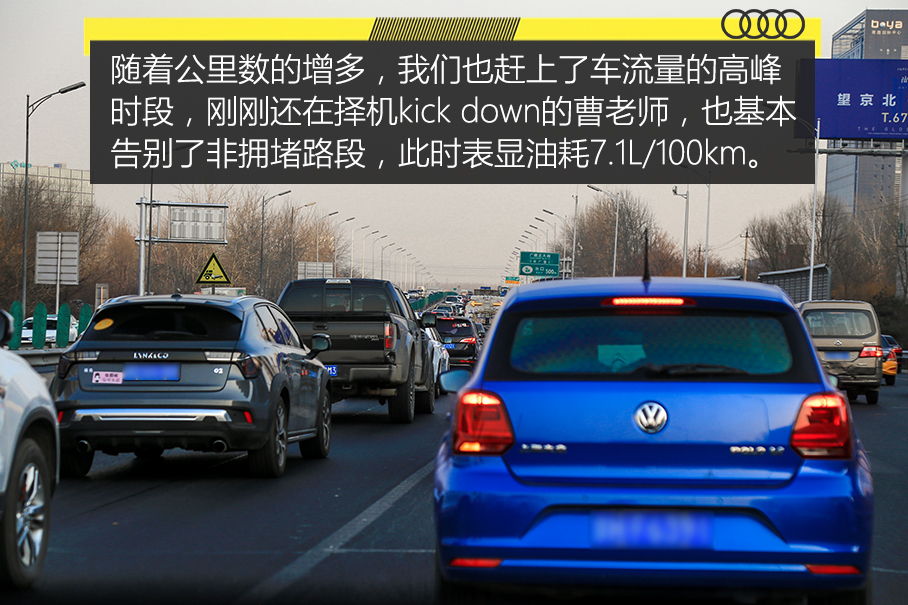 随着公里数的增多，我们也赶上了车流量的高峰
时段，刚刚还在择机kick down的曹老师，也基本
告别了非拥堵路段，此时表显油耗7.1L/100km。
望京北
T.67
LYNK&CO
02
POLO